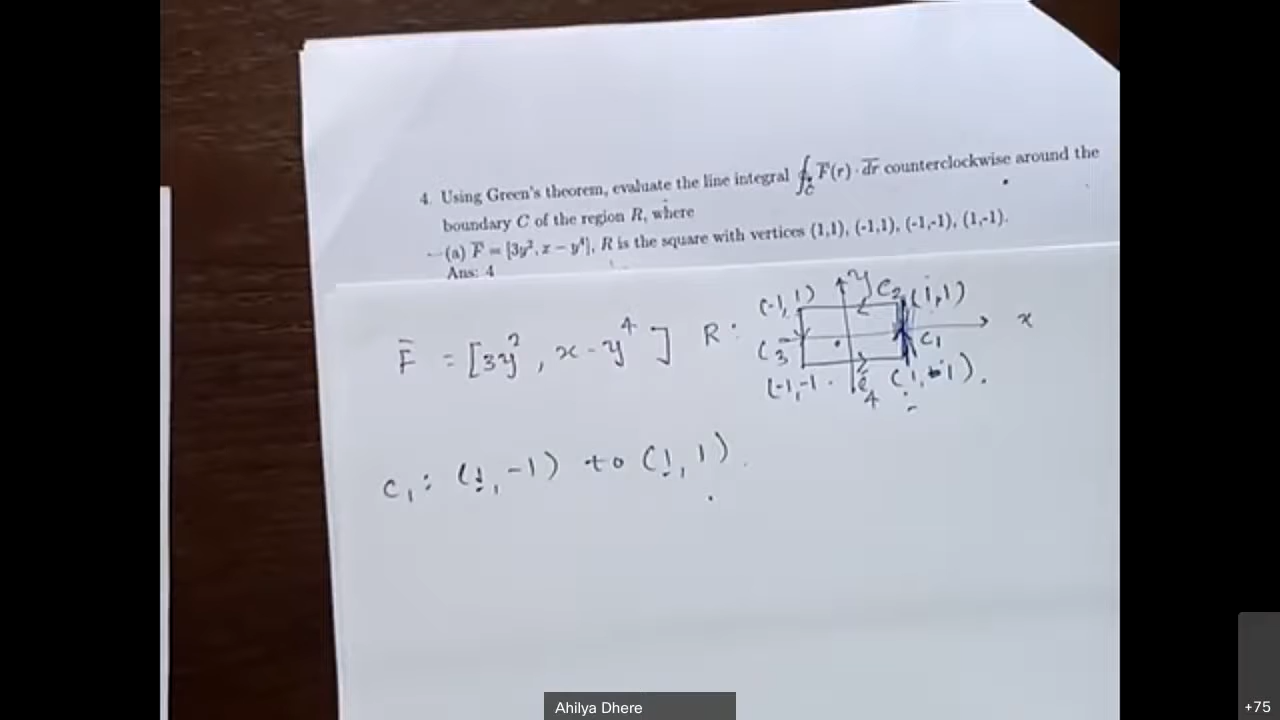 4. Using Green's theorem, evaluate the line integral ∮_C F̅(r) · d̅r̅ counterclockwise around the
boundary C of the region R, where
(a) F̅ = [3y², x − y⁴], R is the square with vertices (1,1), (-1,1), (-1,-1), (1,-1).
Ans: 4
F̅ = [3y², x - y⁴] R:
(-1, 1) y C₂ (1,1)
x
C₃ C₁
(-1,-1 C₄ (1,-1).
C₁: (1, -1) to (1, 1).
Ahilya Dhere
+75